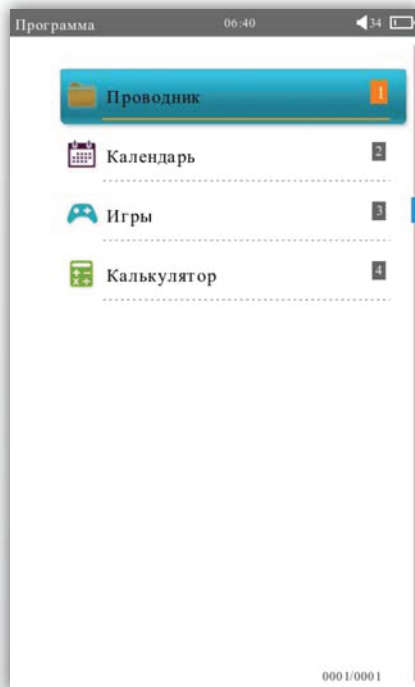 Программа 06:40 34
Проводник 1
Календарь 2
Игры 3
Калькулятор 4
0001/0001